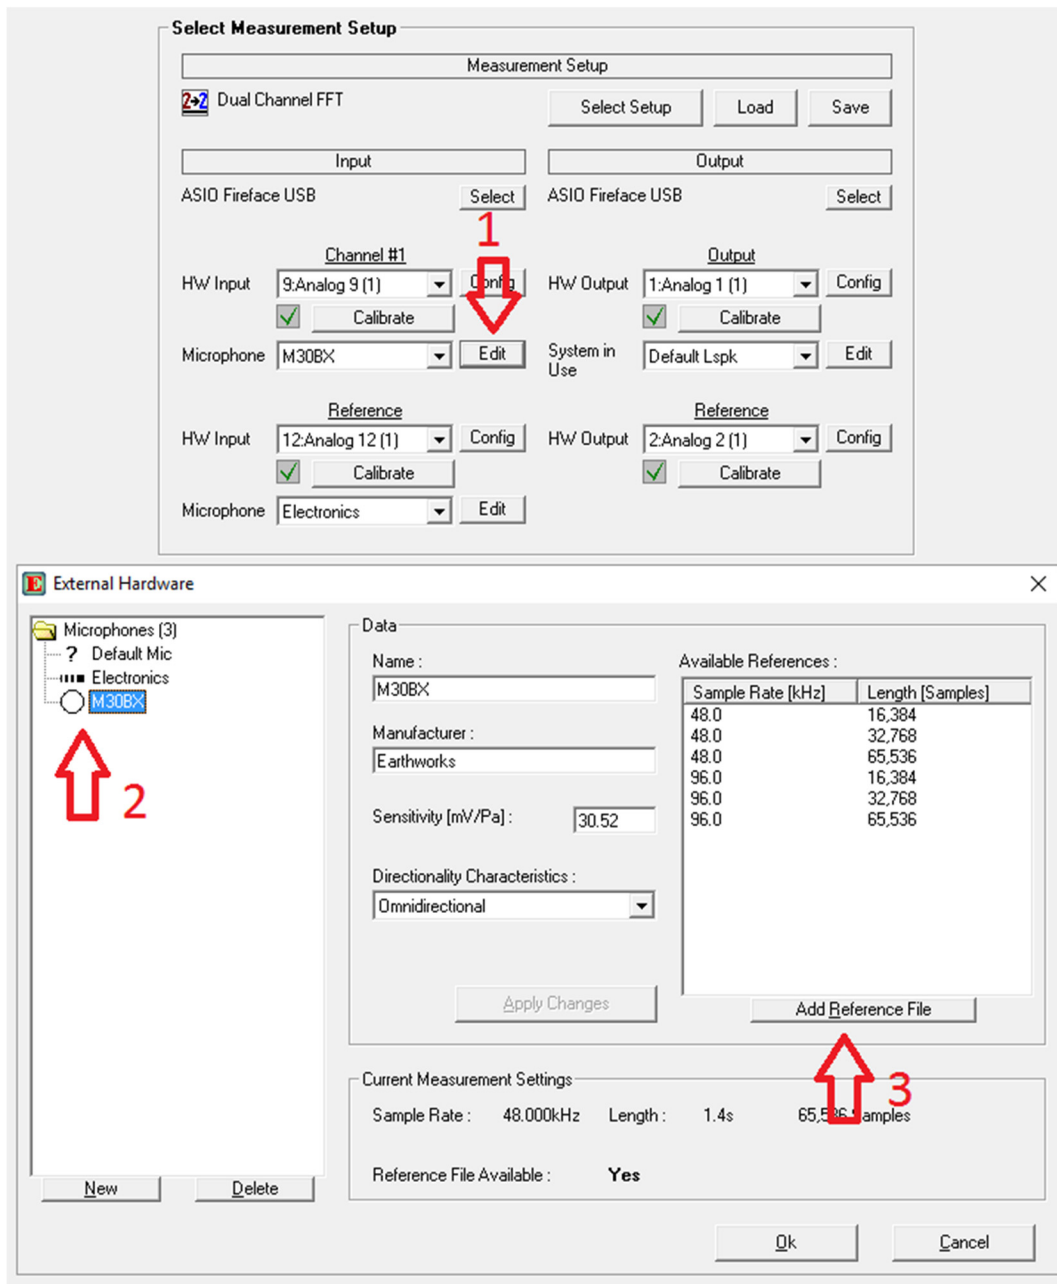 Select Measurement Setup
Measurement Setup
2→2 Dual Channel FFT Select Setup Load Save
Input Output
ASIO Fireface USB Select ASIO Fireface USB Select
1
Channel #1 Output
HW Input 9:Analog 9 (1) Config HW Output 1:Analog 1 (1) Config
Calibrate Calibrate
Microphone M30BX Edit System in Use Default Lspk Edit
Reference Reference
HW Input 12:Analog 12 (1) Config HW Output 2:Analog 2 (1) Config
Calibrate Calibrate
Microphone Electronics Edit
E External Hardware
Microphones (3)
? Default Mic
Electronics
M30BX
2
New Delete
Data
Name :
M30BX
Manufacturer :
Earthworks
Sensitivity [mV/Pa] : 30.52
Directionality Characteristics :
Omnidirectional
Apply Changes
Available References :
Sample Rate [kHz] Length [Samples]
48.0 16,384
48.0 32,768
48.0 65,536
96.0 16,384
96.0 32,768
96.0 65,536
Add Reference File
3
Current Measurement Settings
Sample Rate : 48.000kHz Length : 1.4s 65,536 Samples
Reference File Available : Yes
Ok Cancel